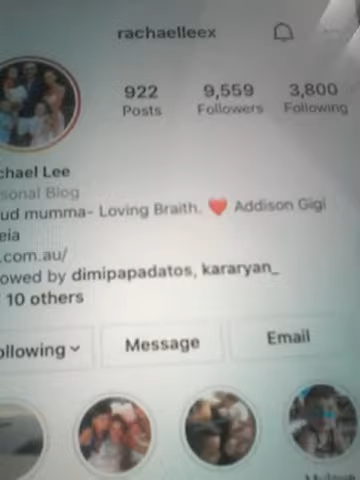 rachaelleex
922 9,559 3,800
Posts Followers Following
chael Lee
sonal Blog
ud mumma- Loving Braith. ❤️ Addison Gigi
eia
.com.au/
owed by dimipapadatos, kararyan_
10 others
ollowing Message Email